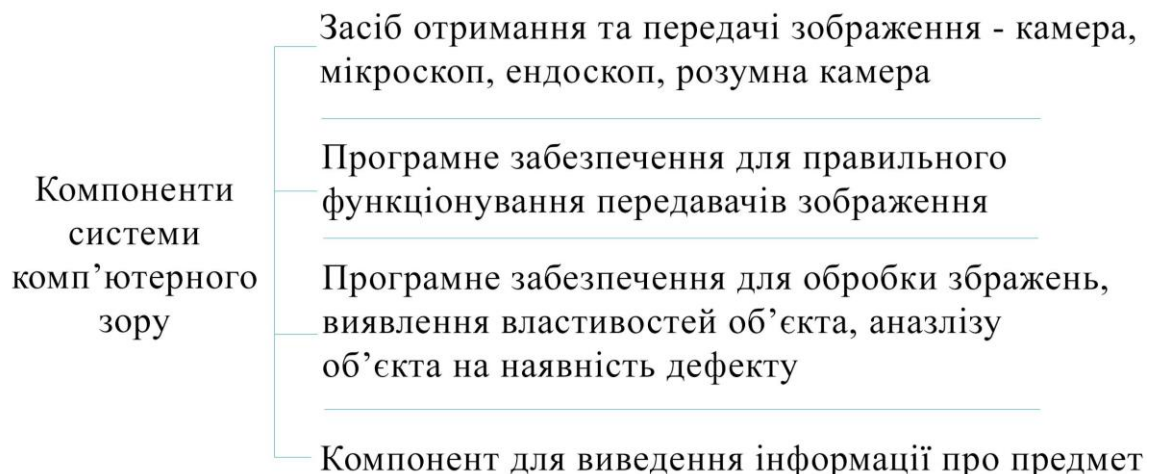 Компоненти
системи
комп’ютерного
зору
Засіб отримання та передачі зображення - камера,
мікроскоп, ендоскоп, розумна камера
Програмне забезпечення для правильного
функціонування передавачів зображення
Програмне забезпечення для обробки збражень,
виявлення властивостей об’єкта, аназлізу
об’єкта на наявність дефекту
Компонент для виведення інформації про предмет